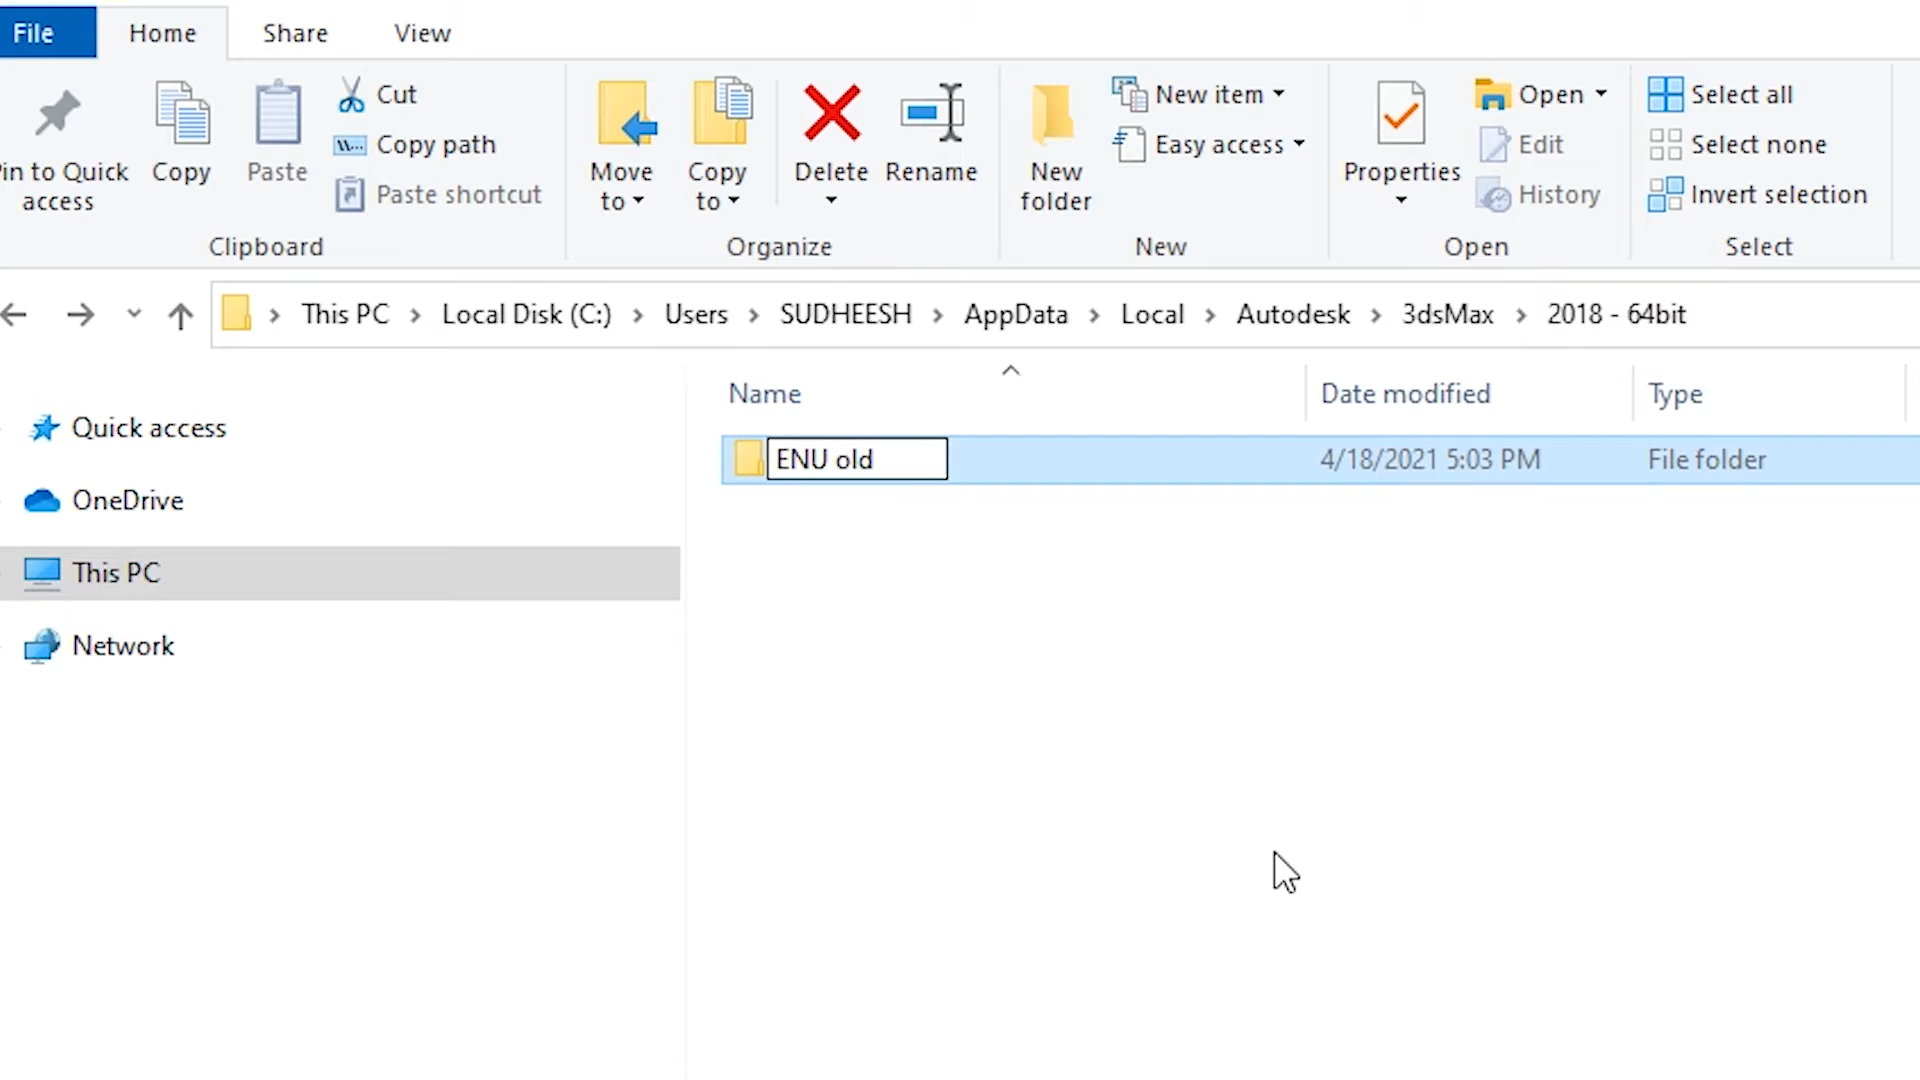 File Home Share View
in to Quick access
Copy
Paste
Cut
Copy path
Paste shortcut
Clipboard
Move to
Copy to
Delete
Rename
Organize
New folder
New item
Easy access
New
Properties
Open
Edit
History
Open
Select all
Select none
Invert selection
Select
This PC Local Disk (C:) Users SUDHEESH AppData Local Autodesk 3dsMax 2018 - 64bit
Quick access
OneDrive
This PC
Network
Name Date modified Type
ENU old 4/18/2021 5:03 PM File folder